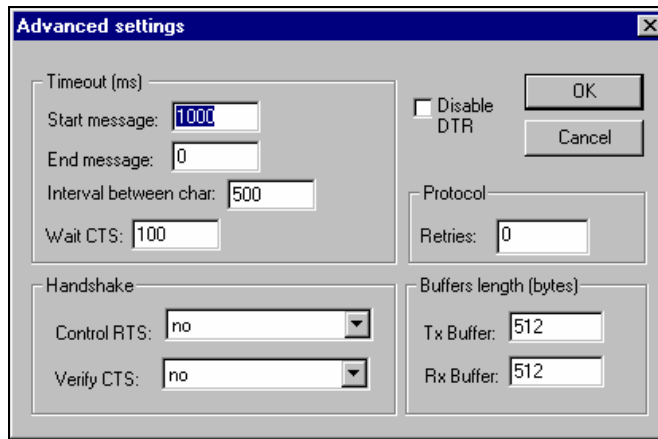 Advanced settings
Timeout (ms)
Start message: 1000
End message: 0
Interval between char: 500
Wait CTS: 100
Disable
DTR
OK
Cancel
Protocol
Retries: 0
Handshake
Control RTS: no
Verify CTS: no
Buffers length (bytes)
Tx Buffer: 512
Rx Buffer: 512